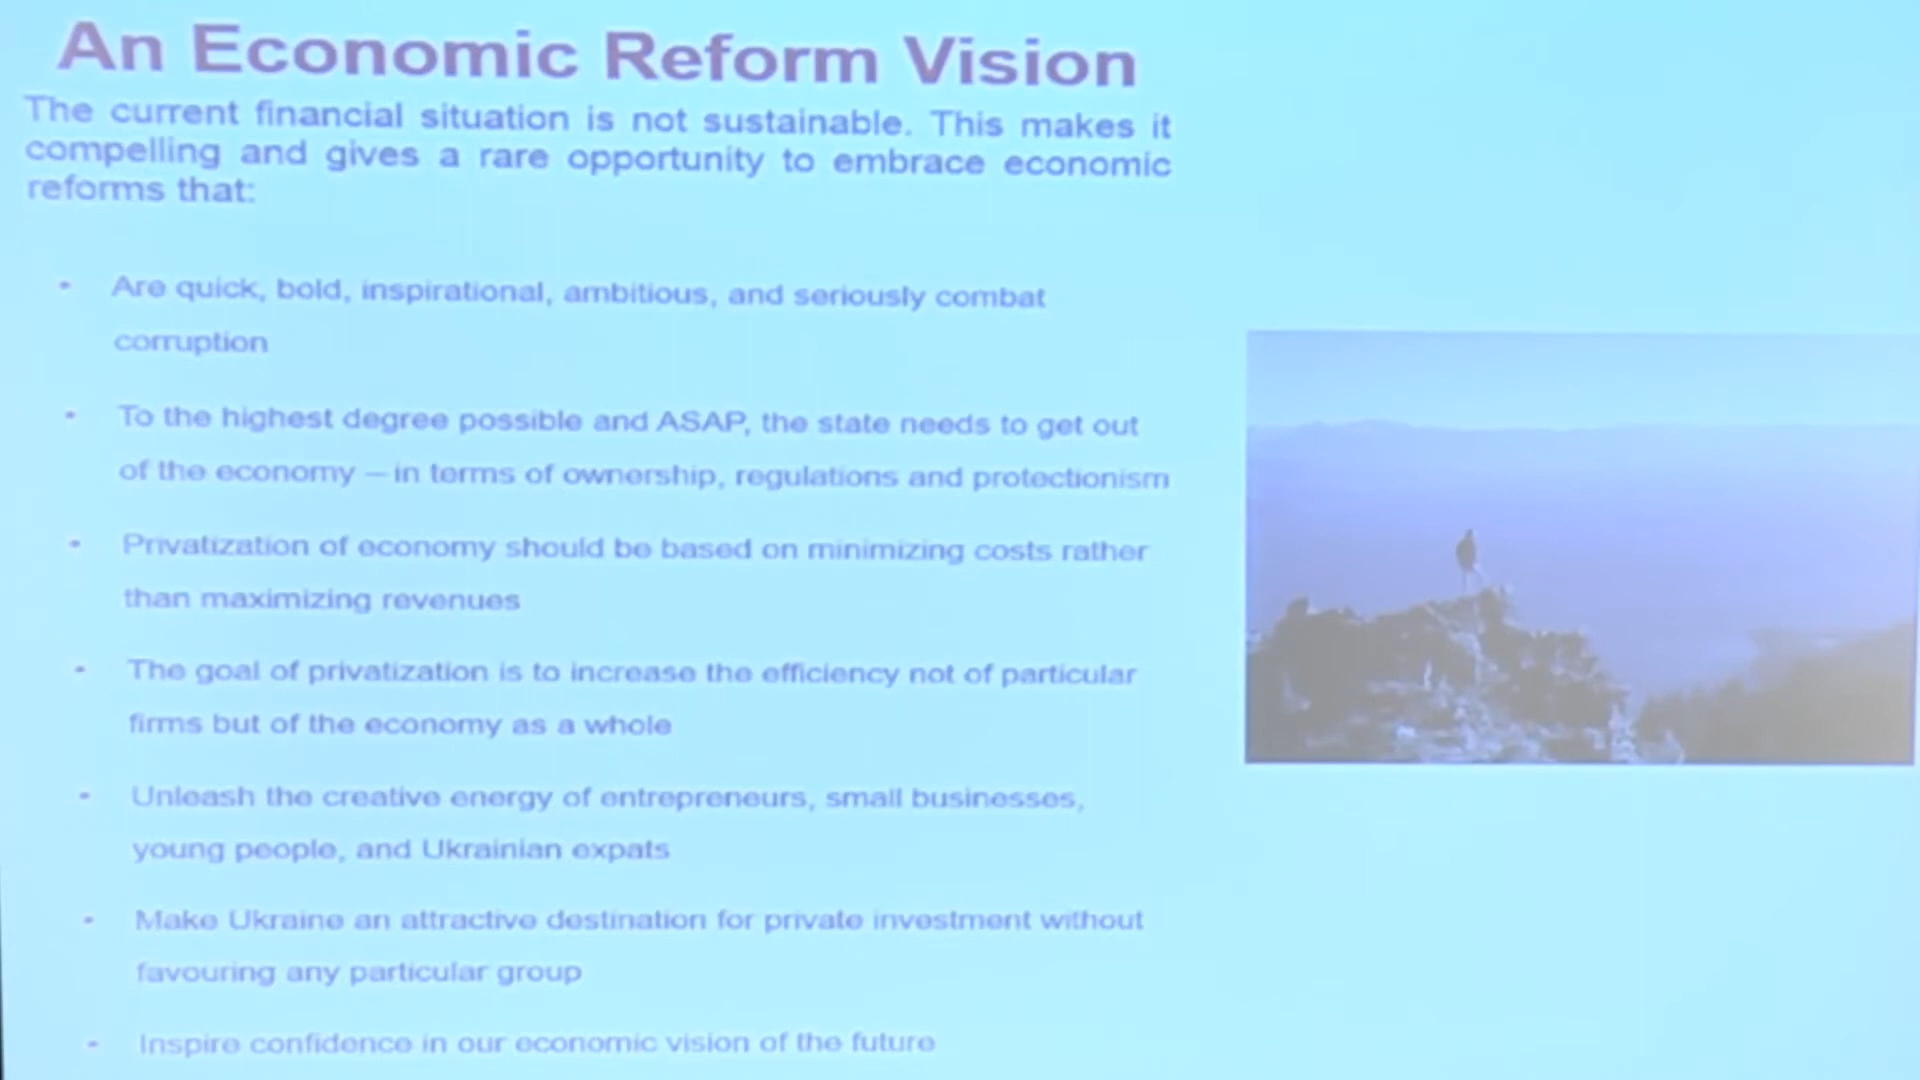 An Economic Reform Vision
The current financial situation is not sustainable. This makes it
compelling and gives a rare opportunity to embrace economic
reforms that:
• Are quick, bold, inspirational, ambitious, and seriously combat
corruption
• To the highest degree possible and ASAP, the state needs to get out
of the economy – in terms of ownership, regulations and protectionism
• Privatization of economy should be based on minimizing costs rather
than maximizing revenues
• The goal of privatization is to increase the efficiency not of particular
firms but of the economy as a whole
• Unleash the creative energy of entrepreneurs, small businesses,
young people, and Ukrainian expats
• Make Ukraine an attractive destination for private investment without
favouring any particular group
• Inspire confidence in our economic vision of the future